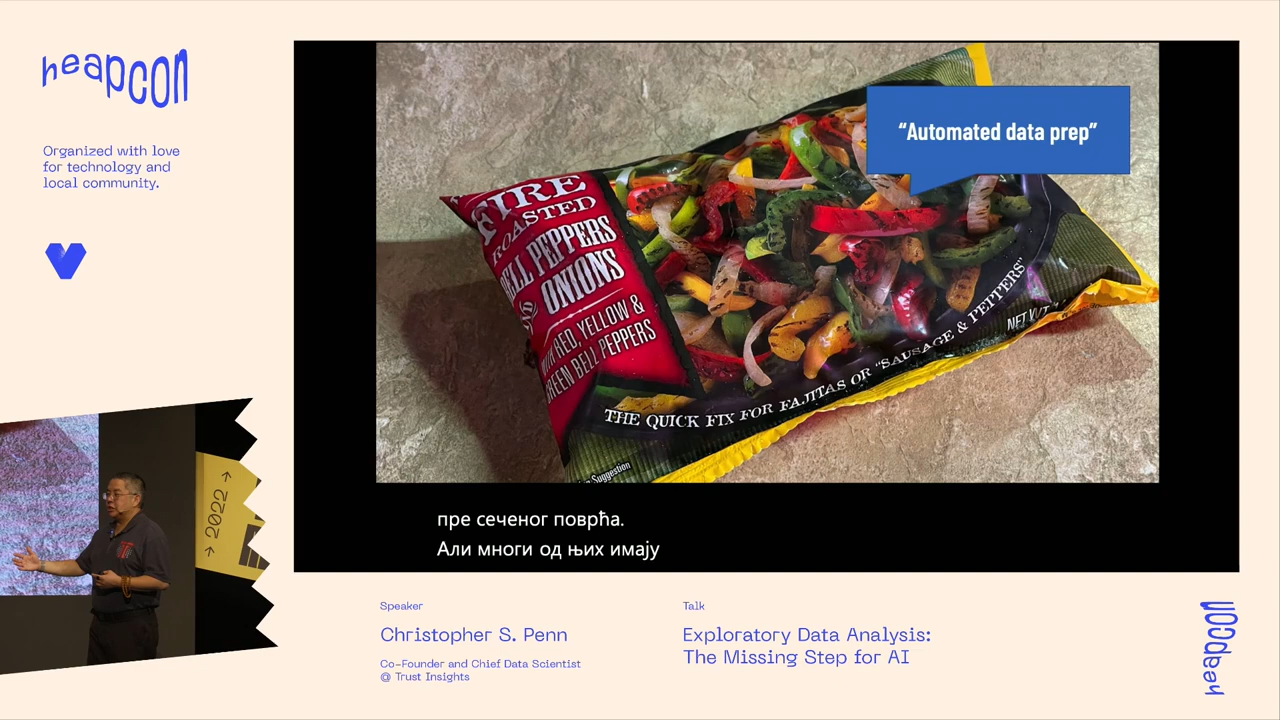 heapcon
Organized with love
for technology and
local community.
“Automated data prep”
FIRE
ROASTED
BELL PEPPERS
& ONIONS
RED, YELLOW &
GREEN BELL PEPPERS
THE QUICK FIX FOR FAJITAS OR "SAUSAGE & PEPPERS"
NET WT.
Suggestion
пре сеченог поврћа.
Али многи од њих имају
→ 2022 →
Speaker
Christopher S. Penn
Co-Founder and Chief Data Scientist
@ Trust Insights
Talk
Exploratory Data Analysis:
The Missing Step for AI
heapcon